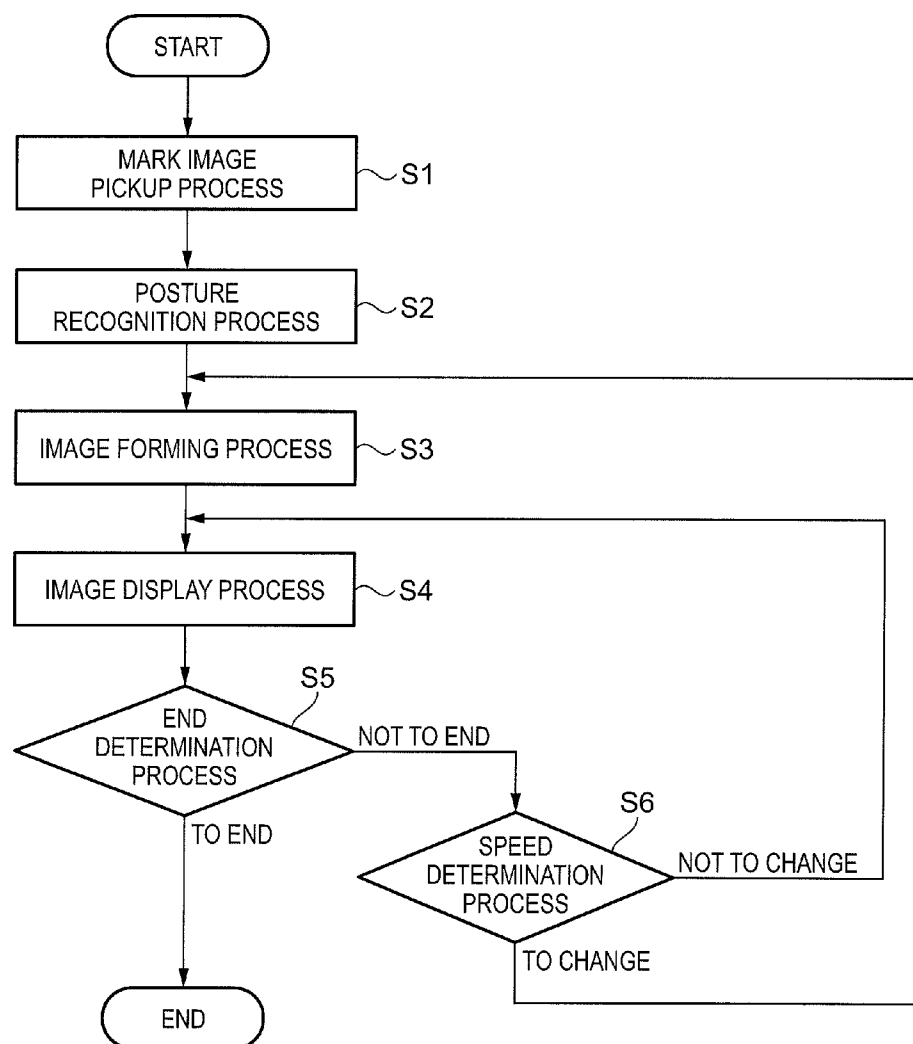 START
MARK IMAGE
PICKUP PROCESS
S1
POSTURE
RECOGNITION PROCESS
S2
IMAGE FORMING PROCESS
S3
IMAGE DISPLAY PROCESS
S4
S5
END
DETERMINATION
PROCESS
NOT TO END
TO END
S6
SPEED
DETERMINATION
PROCESS
NOT TO CHANGE
TO CHANGE
END